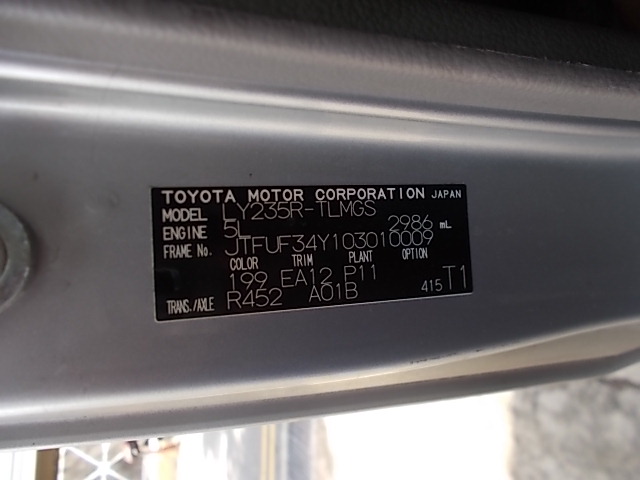 TOYOTA MOTOR CORPORATION JAPAN
MODEL LY235R-TLMGS
ENGINE 5L 2986 mL
FRAME No. JTFUF34Y103010009
COLOR TRIM PLANT OPTION
199 EA12 P11
TRANS./AXLE R452 A01B 415 T1